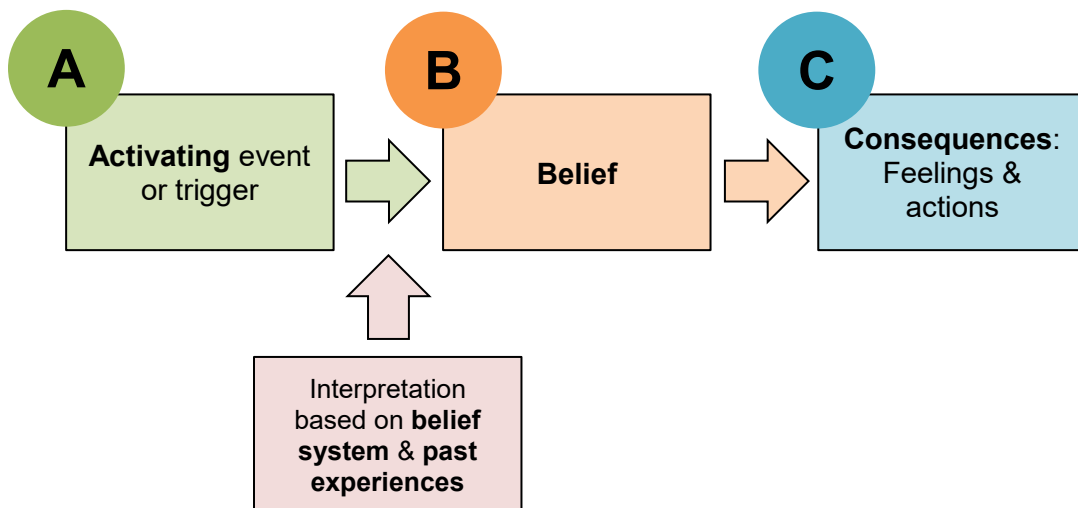 A
Activating event
or trigger
B
Belief
C
Consequences:
Feelings &
actions
Interpretation
based on belief
system & past
experiences